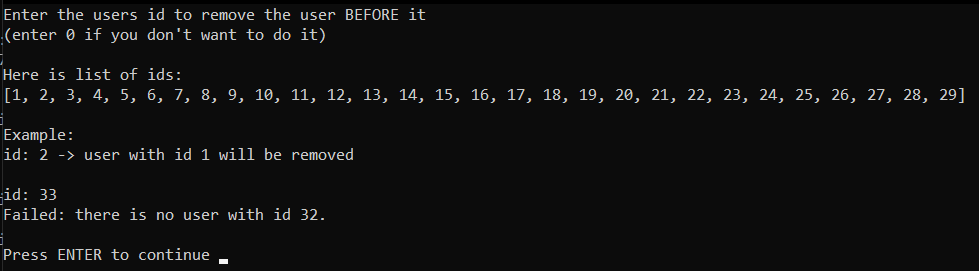 Enter the users id to remove the user BEFORE it
(enter 0 if you don't want to do it)
Here is list of ids:
[1, 2, 3, 4, 5, 6, 7, 8, 9, 10, 11, 12, 13, 14, 15, 16, 17, 18, 19, 20, 21, 22, 23, 24, 25, 26, 27, 28, 29]
Example:
id: 2 -> user with id 1 will be removed
id: 33
Failed: there is no user with id 32.
Press ENTER to continue